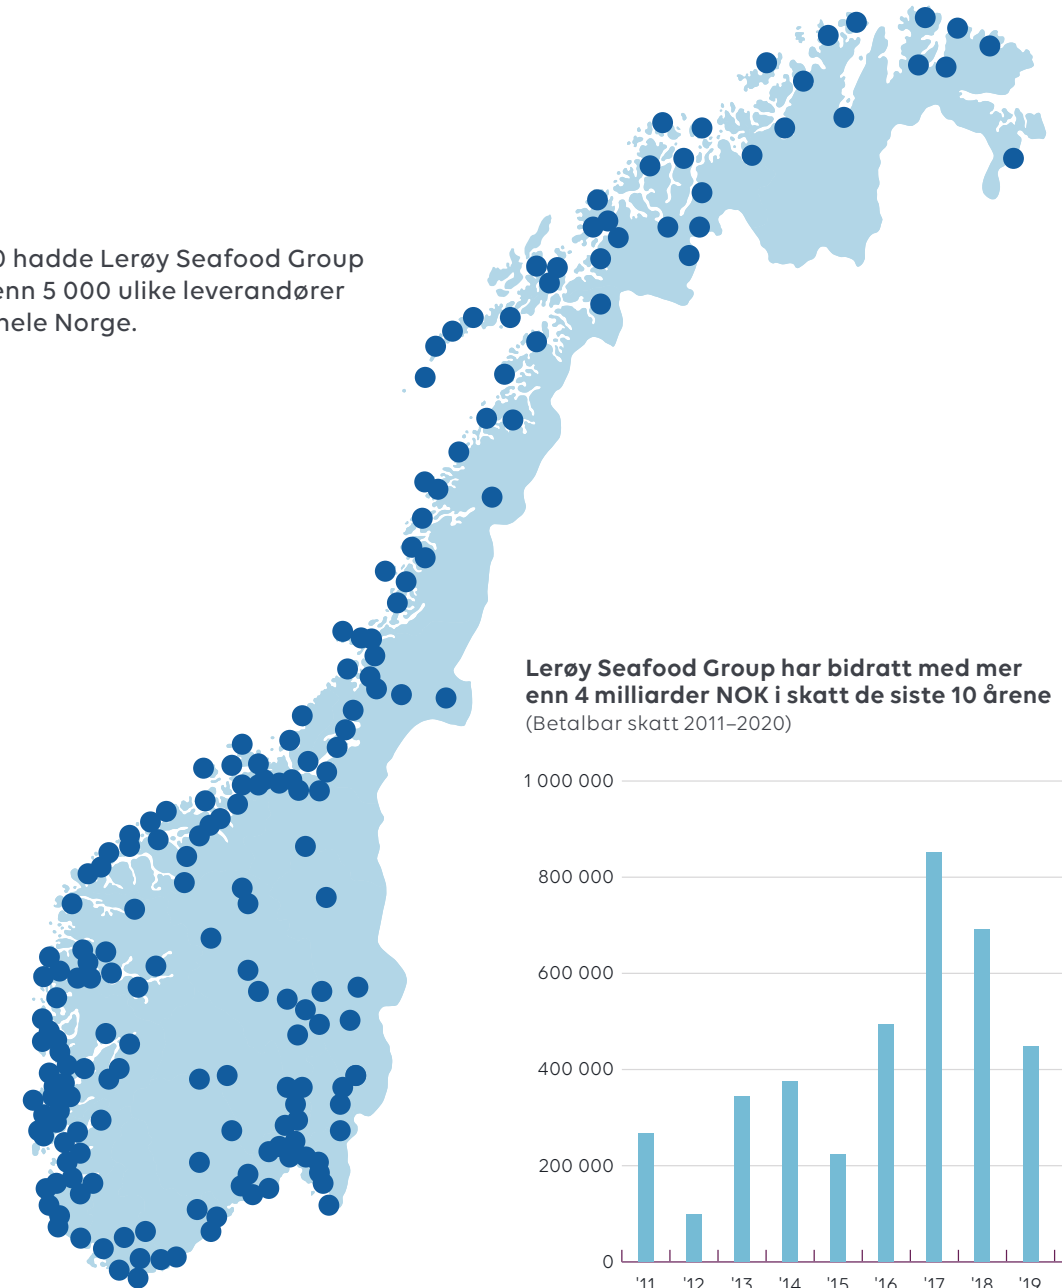 0 hadde Lerøy Seafood Group
enn 5 000 ulike leverandører
hele Norge.
Lerøy Seafood Group har bidratt med mer
enn 4 milliarder NOK i skatt de siste 10 årene
(Betalbar skatt 2011–2020)
1 000 000
800 000
600 000
400 000
200 000
0
'11 '12 '13 '14 '15 '16 '17 '18 '19